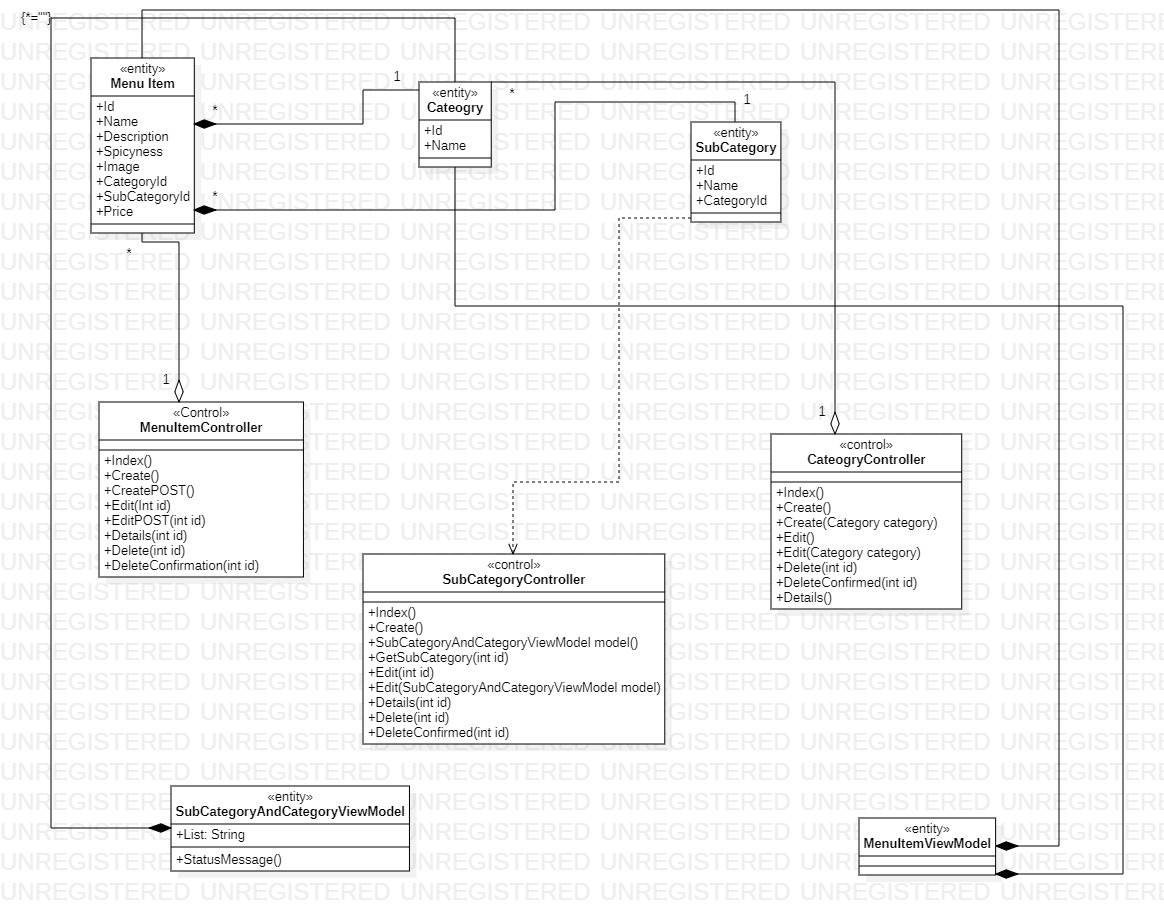 {*=""}
«entity»
Menu Item
+Id
+Name
+Description
+Spicyness
+Image
+CategoryId
+SubCategoryId
+Price
*
*
*
1
«entity»
Cateogry
+Id
+Name
*
1
«entity»
SubCategory
+Id
+Name
+CategoryId
1
«Control»
MenuItemController
+Index()
+Create()
+CreatePOST()
+Edit(Int id)
+EditPOST(int id)
+Details(int id)
+Delete(int id)
+DeleteConfirmation(int id)
«control»
SubCategoryController
+Index()
+Create()
+SubCategoryAndCategoryViewModel model()
+GetSubCategory(int id)
+Edit(int id)
+Edit(SubCategoryAndCategoryViewModel model)
+Details(int id)
+Delete(int id)
+DeleteConfirmed(int id)
1
«control»
CateogryController
+Index()
+Create()
+Create(Category category)
+Edit()
+Edit(Category category)
+Delete(int id)
+DeleteConfirmed(int id)
+Details()
«entity»
SubCategoryAndCategoryViewModel
+List: String
+StatusMessage()
«entity»
MenuItemViewModel
UNREGISTERED